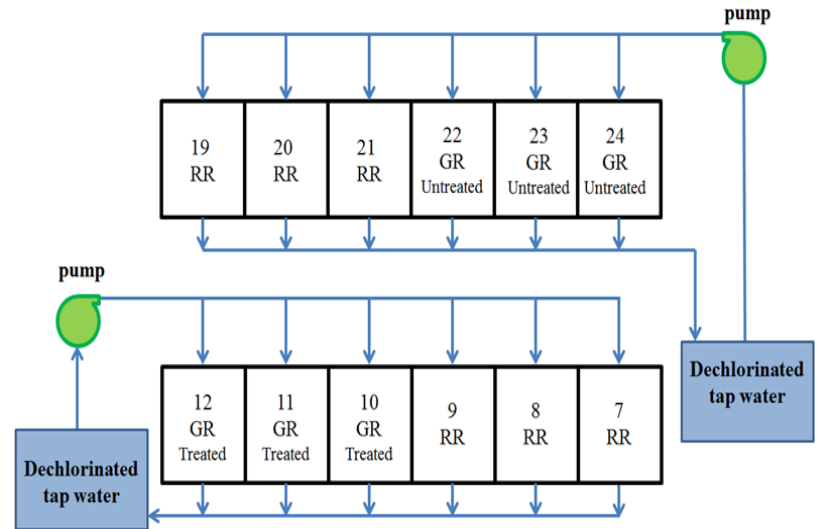 pump
19
RR
20
RR
21
RR
22
GR
Untreated
23
GR
Untreated
24
GR
Untreated
pump
Dechlorinated
tap water
12
GR
Treated
11
GR
Treated
10
GR
Treated
9
RR
8
RR
7
RR
Dechlorinated
tap water